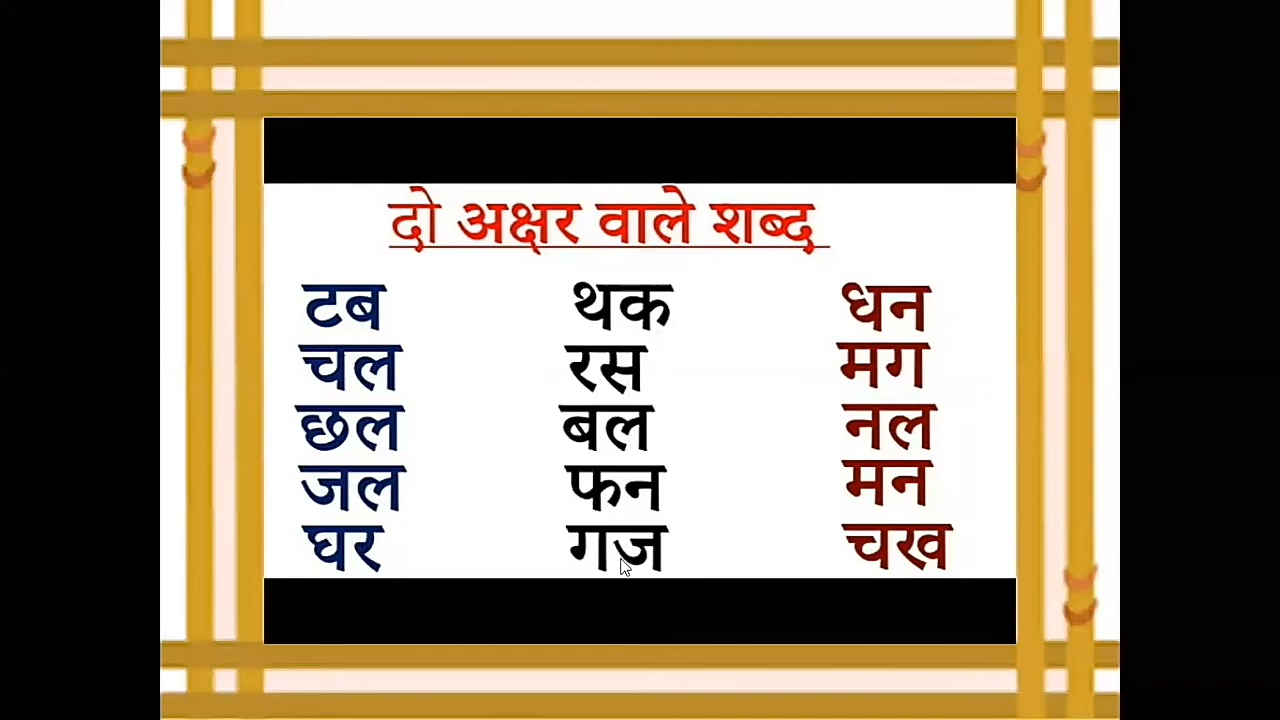 दो अक्षर वाले शब्द
टब थक धन
चल रस मग
छल बल नल
जल फन मन
घर गज चख